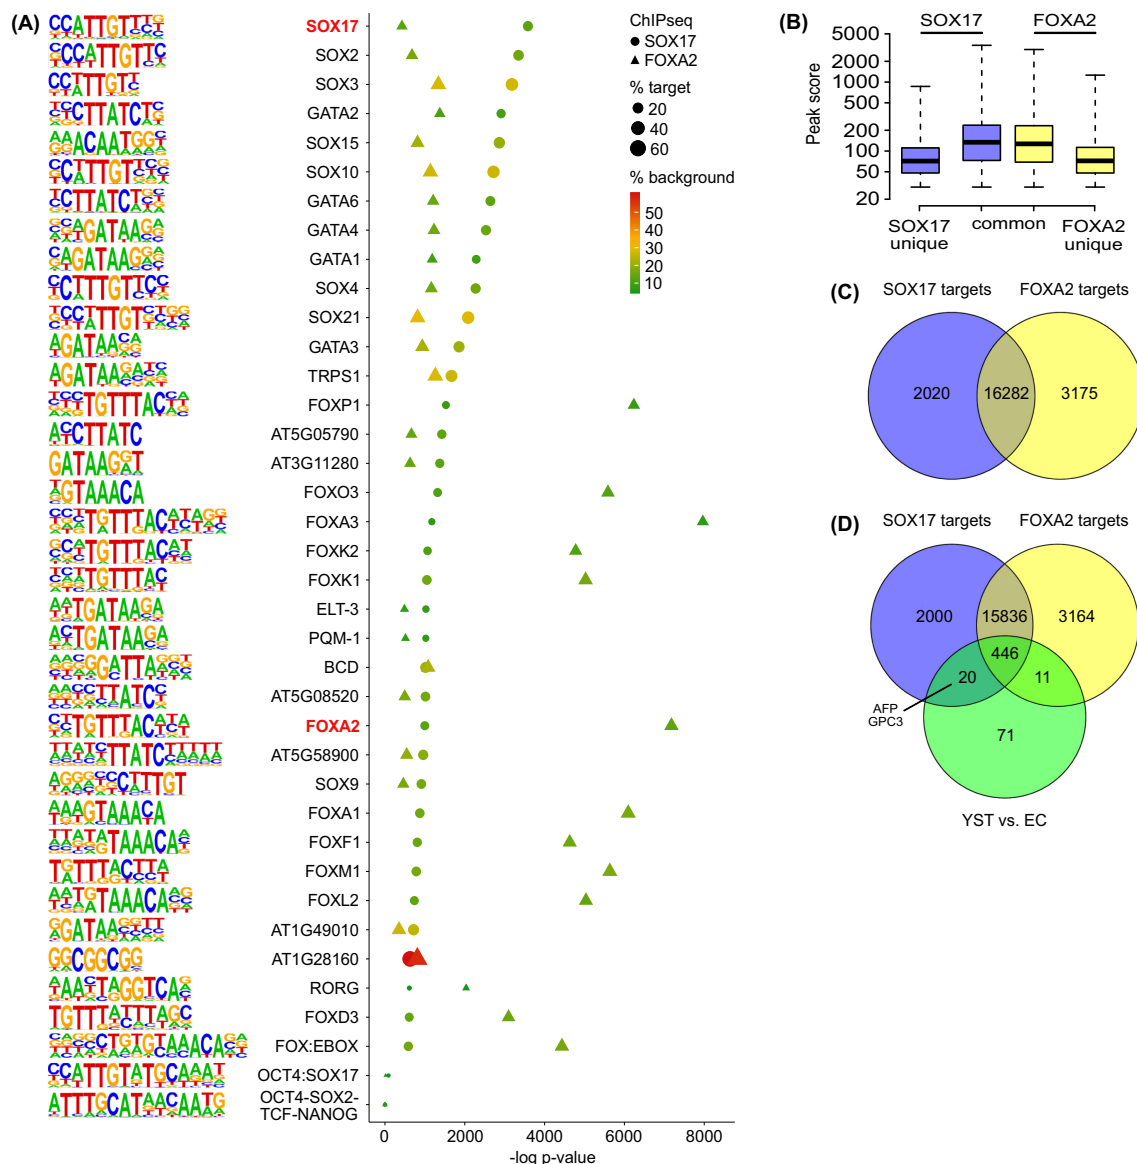 (A)
SOX17
SOX2
SOX3
GATA2
SOX15
SOX10
GATA6
GATA4
GATA1
SOX4
SOX21
GATA3
TRPS1
FOXP1
AT5G05790
AT3G11280
FOXO3
FOXA3
FOXK2
FOXK1
ELT-3
PQM-1
BCD
AT5G08520
FOXA2
AT5G58900
SOX9
FOXA1
FOXF1
FOXM1
FOXL2
AT1G49010
AT1G28160
RORG
FOXD3
FOX:EBOX
OCT4:SOX17
OCT4-SOX2-
TCF-NANOG
0 2000 4000 6000 8000
-log p-value
ChIPseq
SOX17
FOXA2
% target
20
40
60
% background
50
40
30
20
10
(B)
SOX17 FOXA2
Peak score
5000
2000
1000
500
200
100
50
20
SOX17
unique
common
FOXA2
unique
(C)
SOX17 targets FOXA2 targets
2020 16282 3175
(D)
SOX17 targets FOXA2 targets
2000 15836 3164
446
20 11
AFP
GPC3
71
YST vs. EC